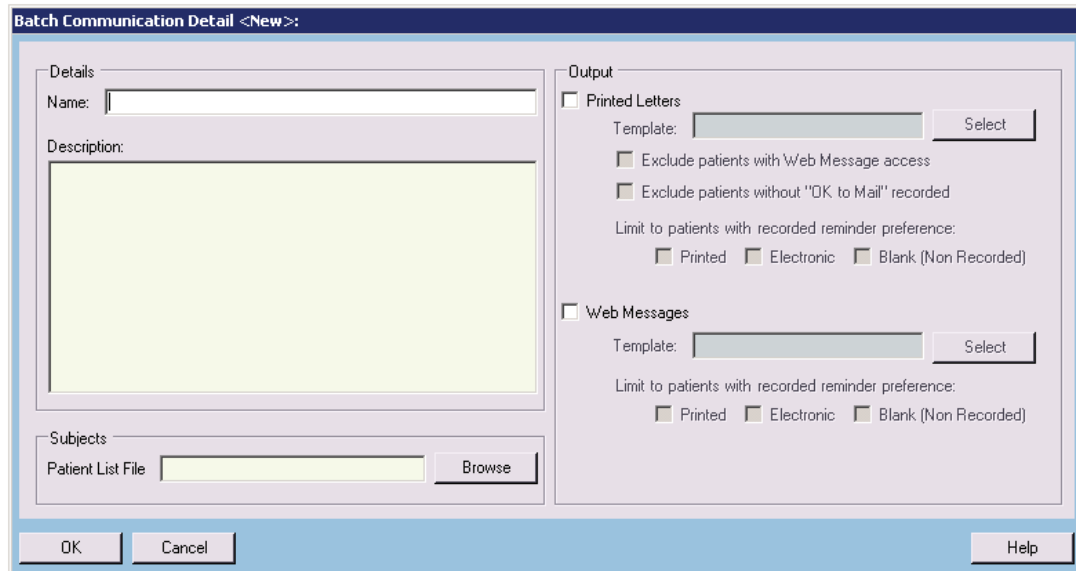 Batch Communication Detail <New>:
Details
Name:
Description:
Subjects
Patient List File
Browse
Output
Printed Letters
Template:
Select
Exclude patients with Web Message access
Exclude patients without "OK to Mail" recorded
Limit to patients with recorded reminder preference:
Printed Electronic Blank (Non Recorded)
Web Messages
Template:
Select
Limit to patients with recorded reminder preference:
Printed Electronic Blank (Non Recorded)
OK
Cancel
Help